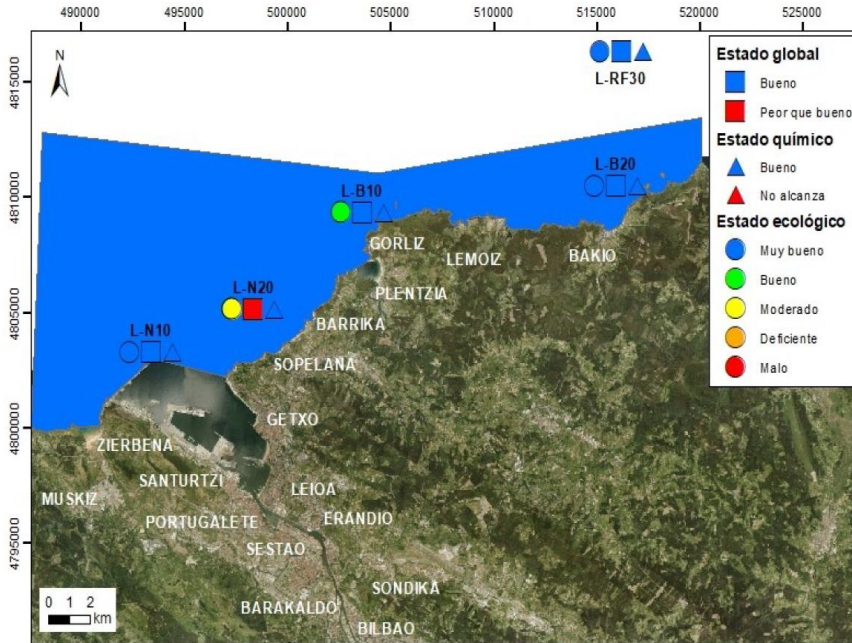 490000 495000 500000 505000 510000 515000 520000 525000
4815000
4810000
4805000
4800000
4795000
N
L-RF30
L-B20
L-B10
L-N20
L-N10
GORLIZ
LEMOIZ
BAKIO
PLENTZIA
BARRIKA
SOPELANA
GETXO
ZIERBENA
SANTURTZI
MUSKIZ
LEIOA
PORTUGALETE
ERANDIO
SESTAO
SONDIKA
BARAKALDO
BILBAO
0 1 2
km
Estado global
Bueno
Peor que bueno
Estado químico
Bueno
No alcanza
Estado ecológico
Muy bueno
Bueno
Moderado
Deficiente
Malo